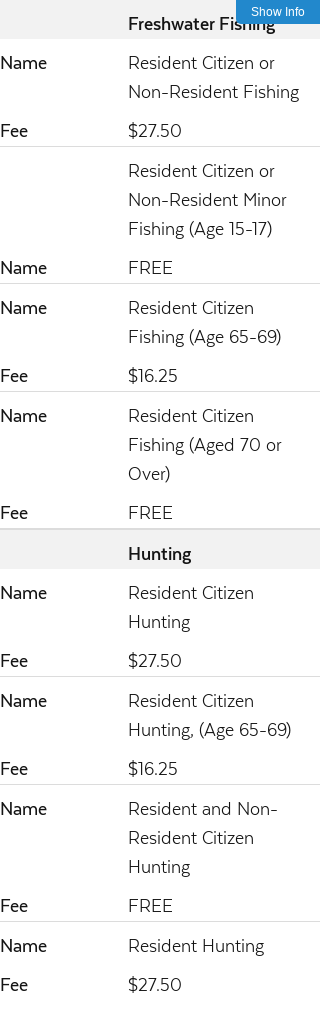 Show Info
Freshwater Fishing
Name Resident Citizen or
Non-Resident Fishing
Fee $27.50
Resident Citizen or
Non-Resident Minor
Fishing (Age 15-17)
Name FREE
Name Resident Citizen
Fishing (Age 65-69)
Fee $16.25
Name Resident Citizen
Fishing (Aged 70 or
Over)
Fee FREE
Hunting
Name Resident Citizen
Hunting
Fee $27.50
Name Resident Citizen
Hunting, (Age 65-69)
Fee $16.25
Name Resident and Non-
Resident Citizen
Hunting
Fee FREE
Name Resident Hunting
Fee $27.50